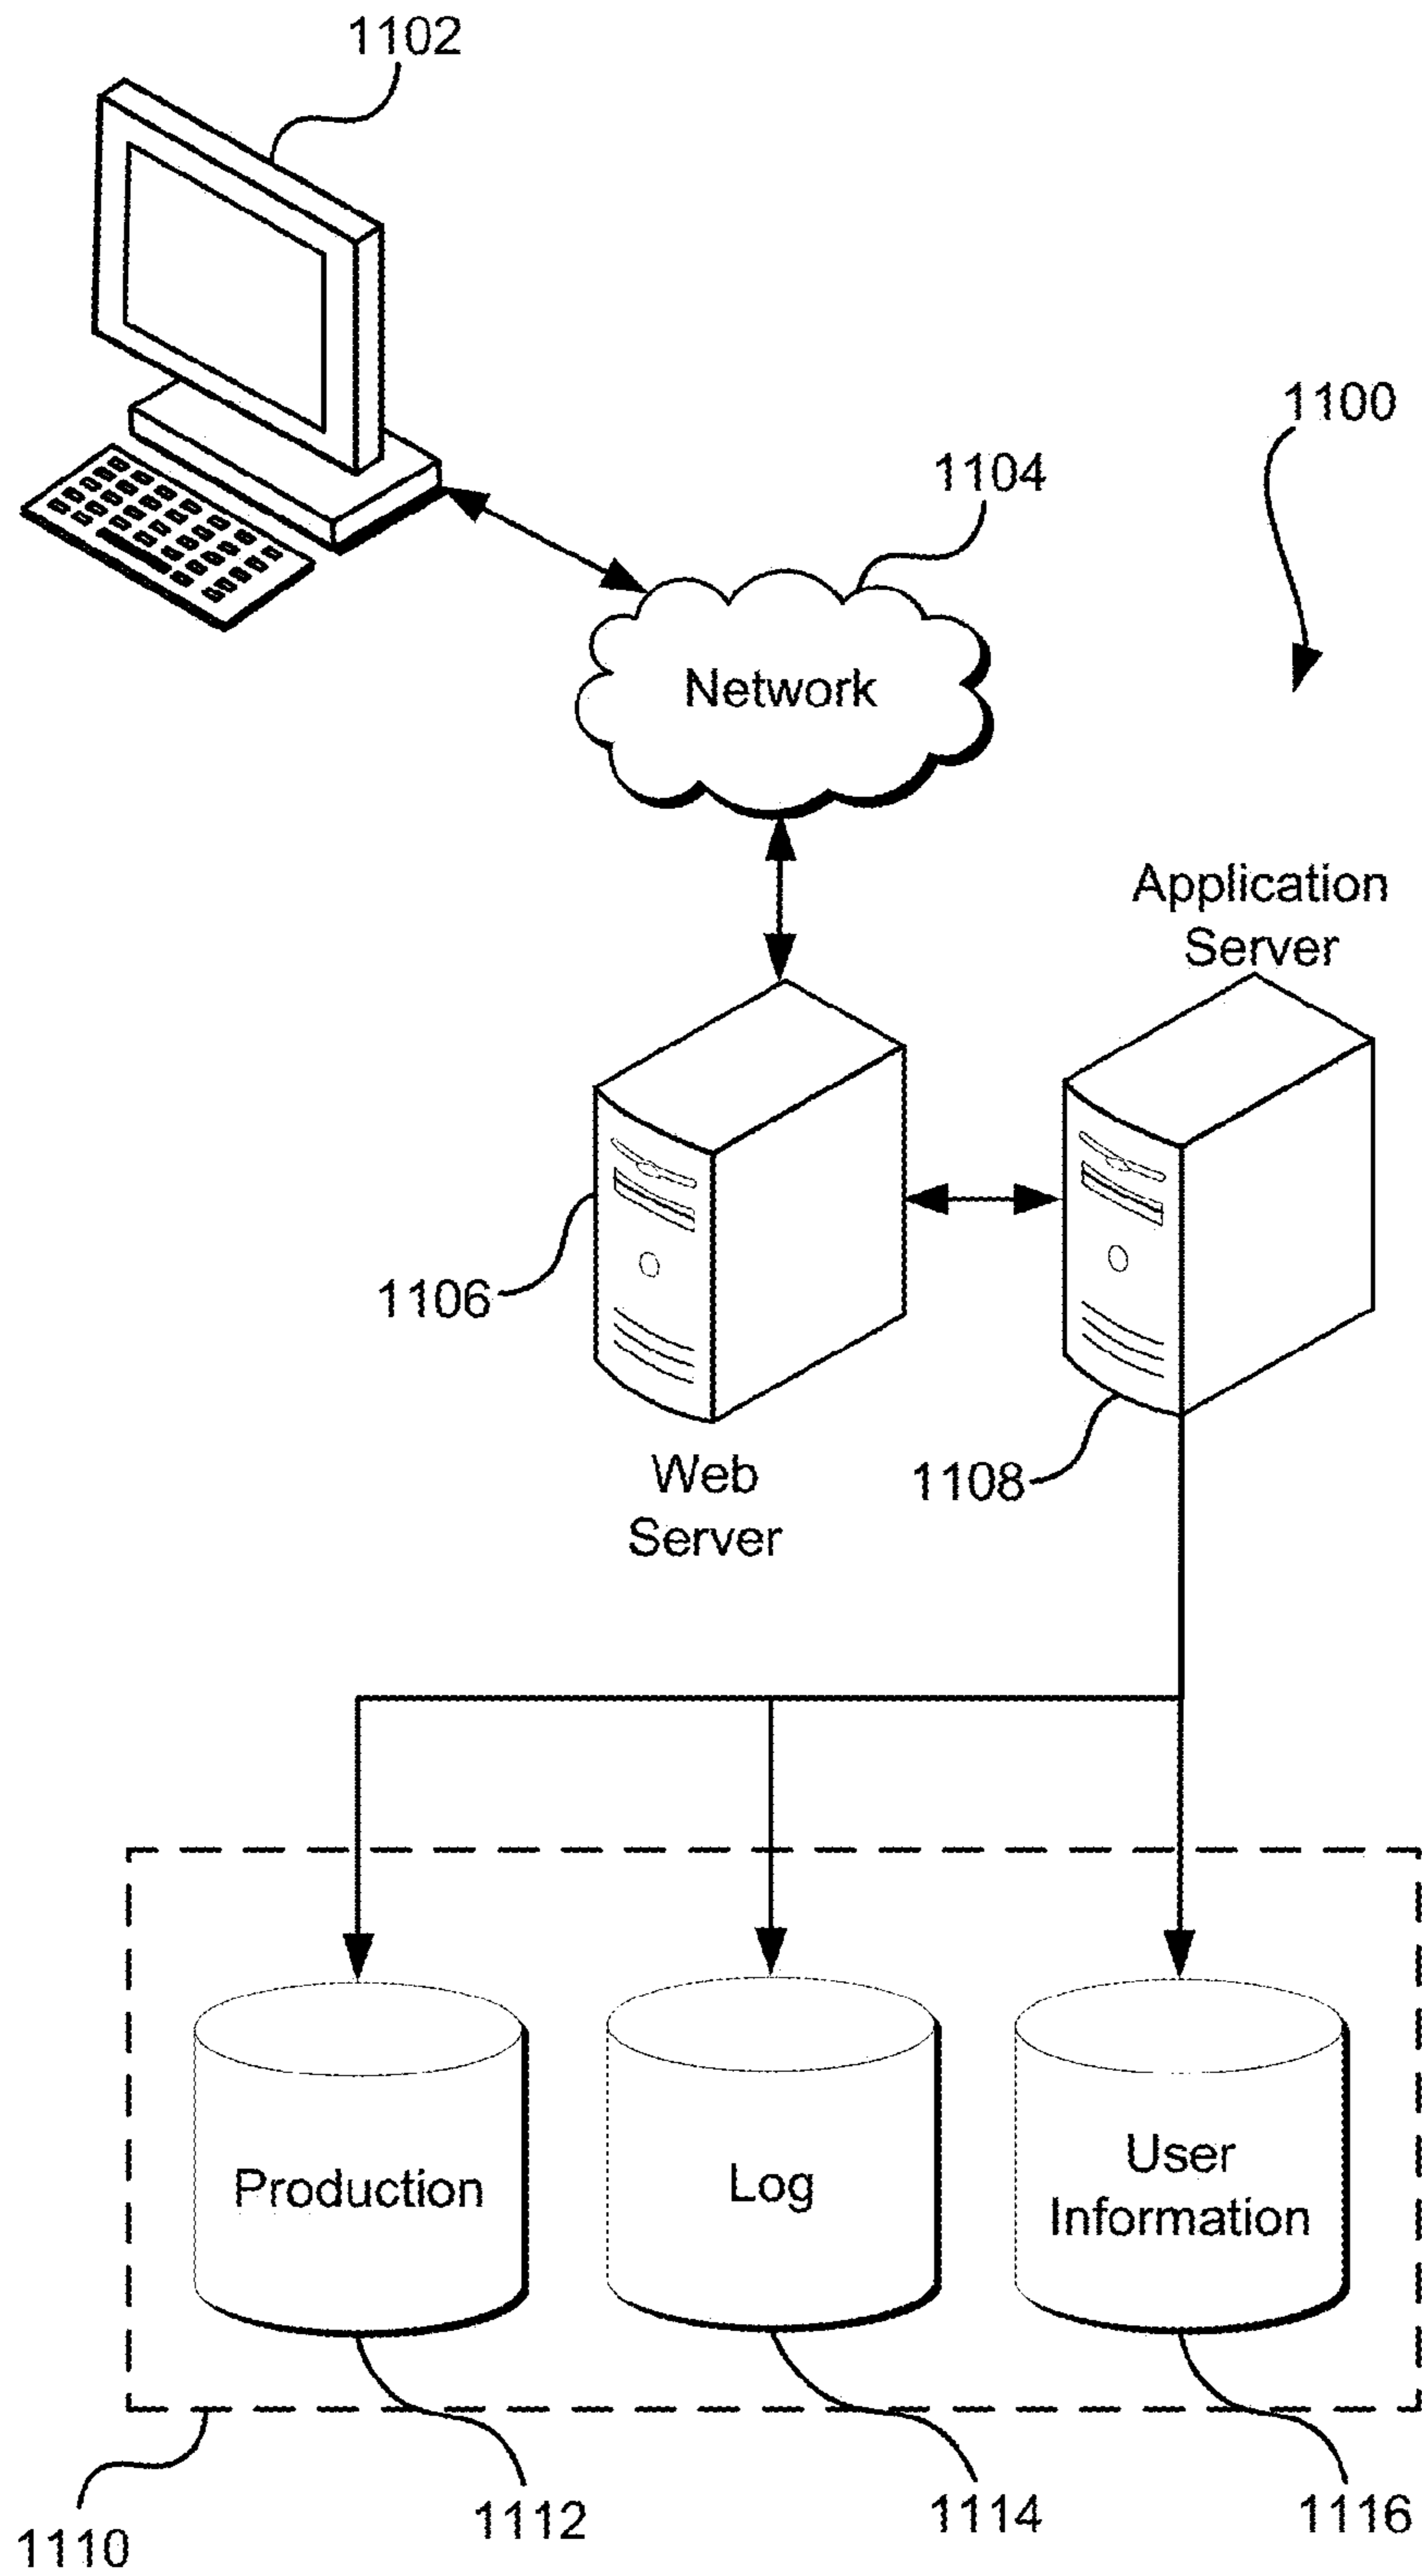 1102
1100
1104
Network
Application
Server
1106
1108
Web
Server
Production
Log
User
Information
1110
1112
1114
1116